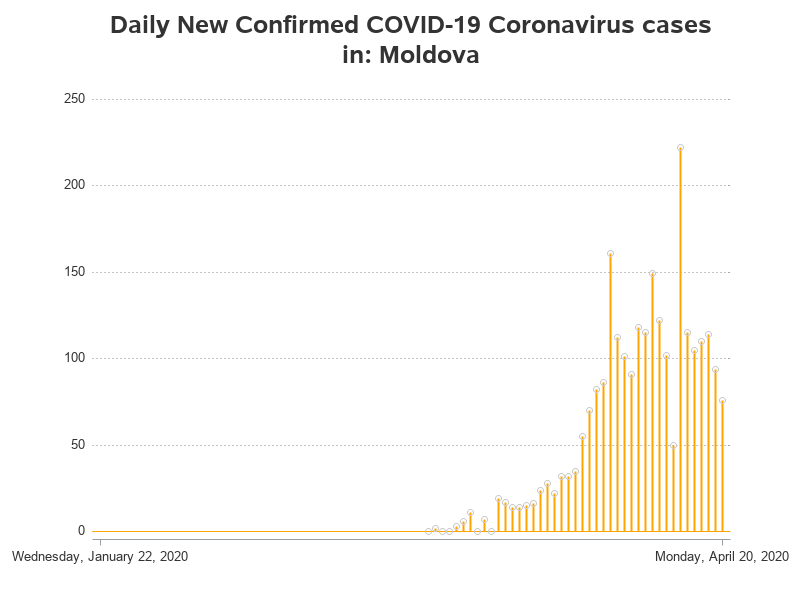 Daily New Confirmed COVID-19 Coronavirus cases
in: Moldova
250
200
150
100
50
0
Wednesday, January 22, 2020
Monday, April 20, 2020